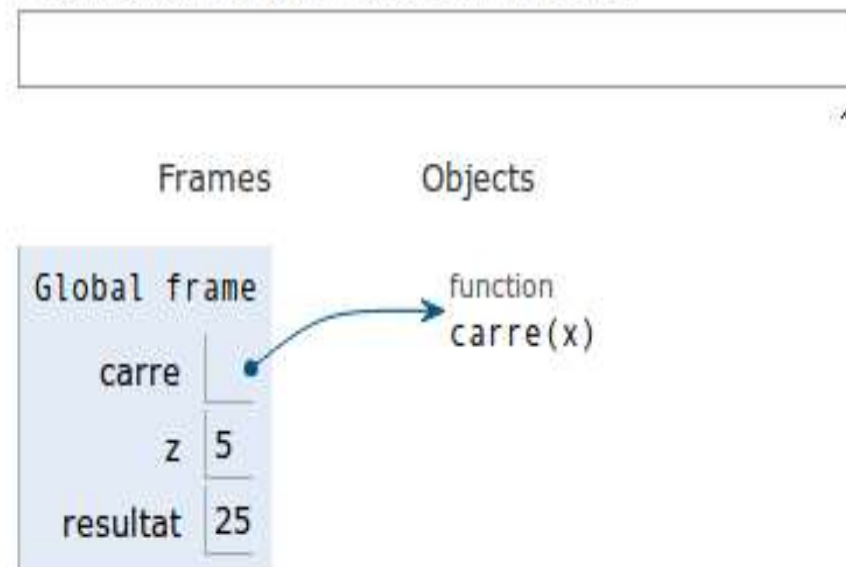 Frames Objects
Global frame
function
carre(x)
carre
z 5
resultat 25